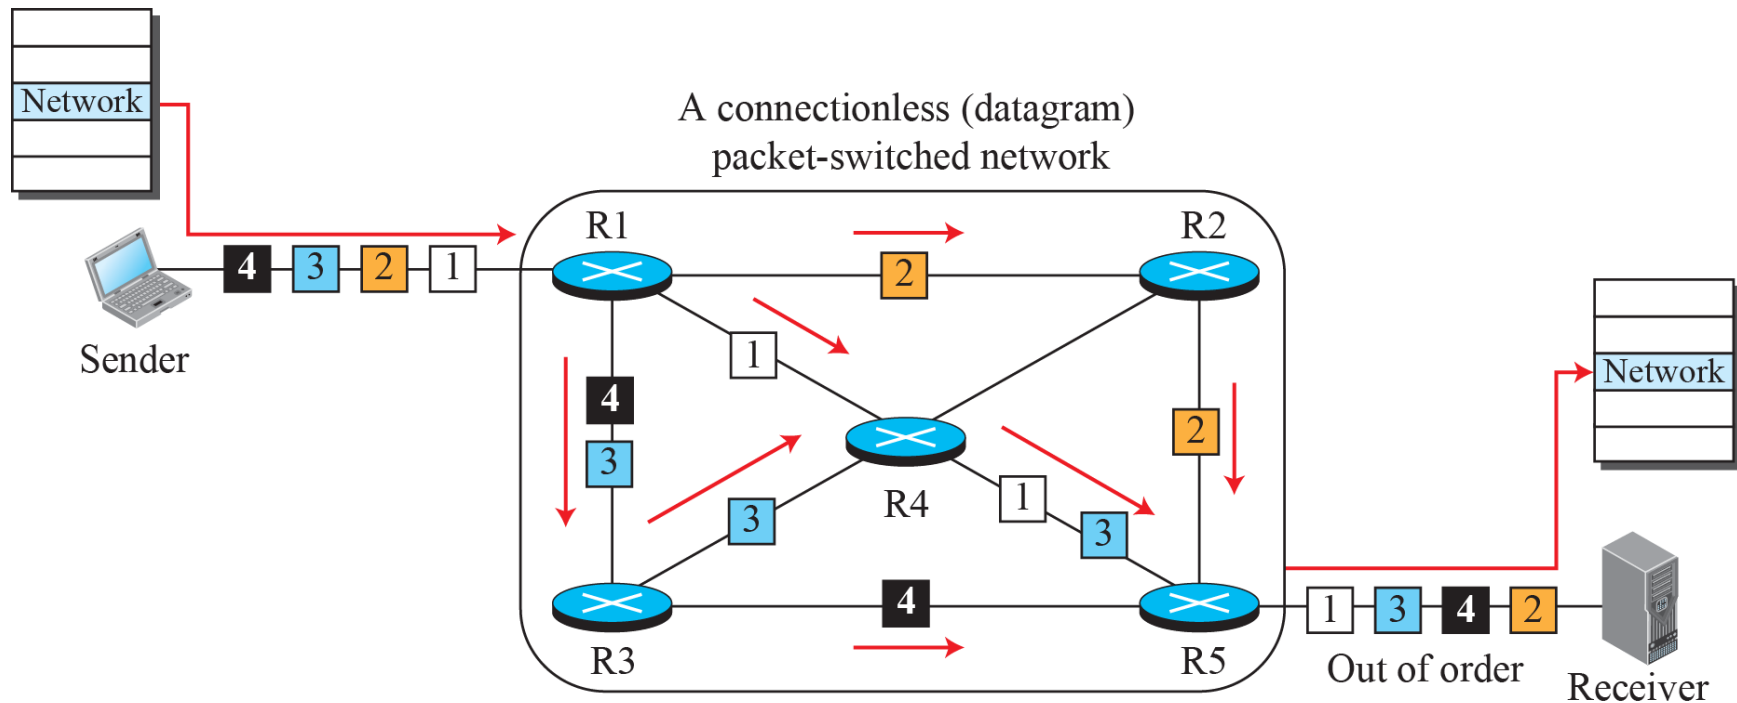 Network
A connectionless (datagram)
packet-switched network
R1
R2
4 3 2 1
2
Sender
1
Network
4
2
3
R4
1
3
3
4
1 3 4 2
R3
R5
Out of order
Receiver